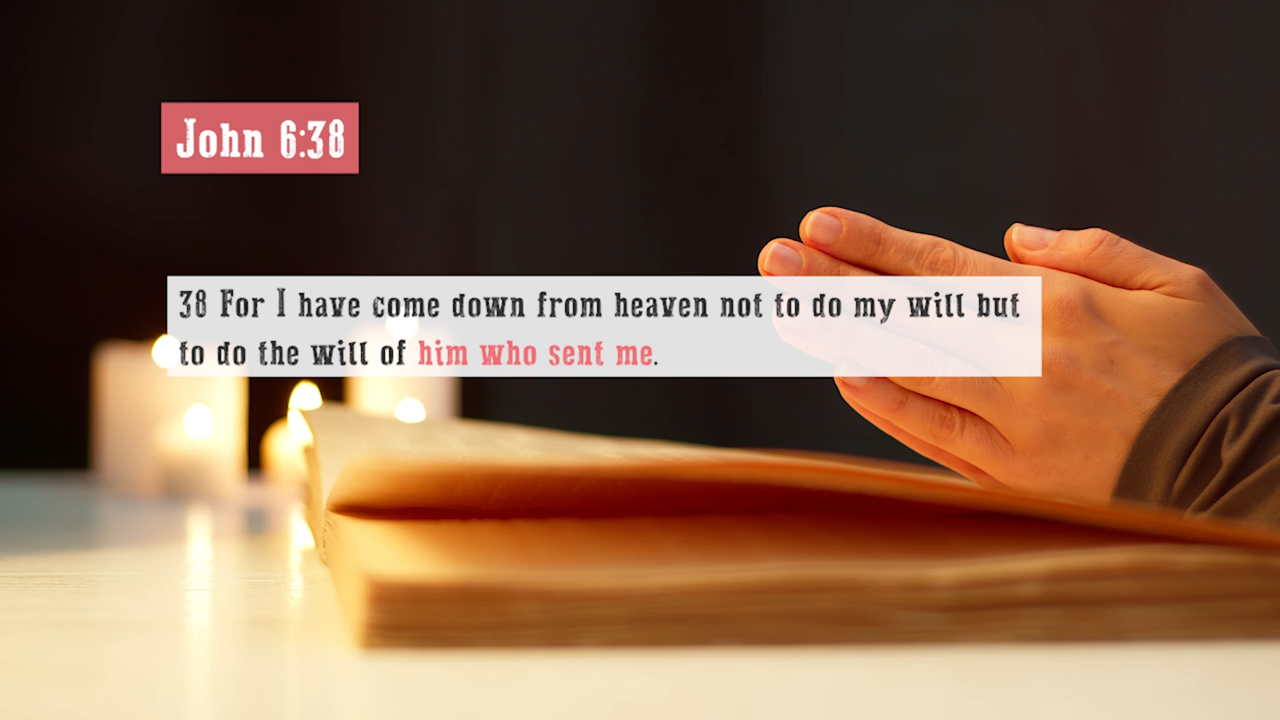 John 6:38
38 For I have come down from heaven not to do my will but
to do the will of him who sent me.